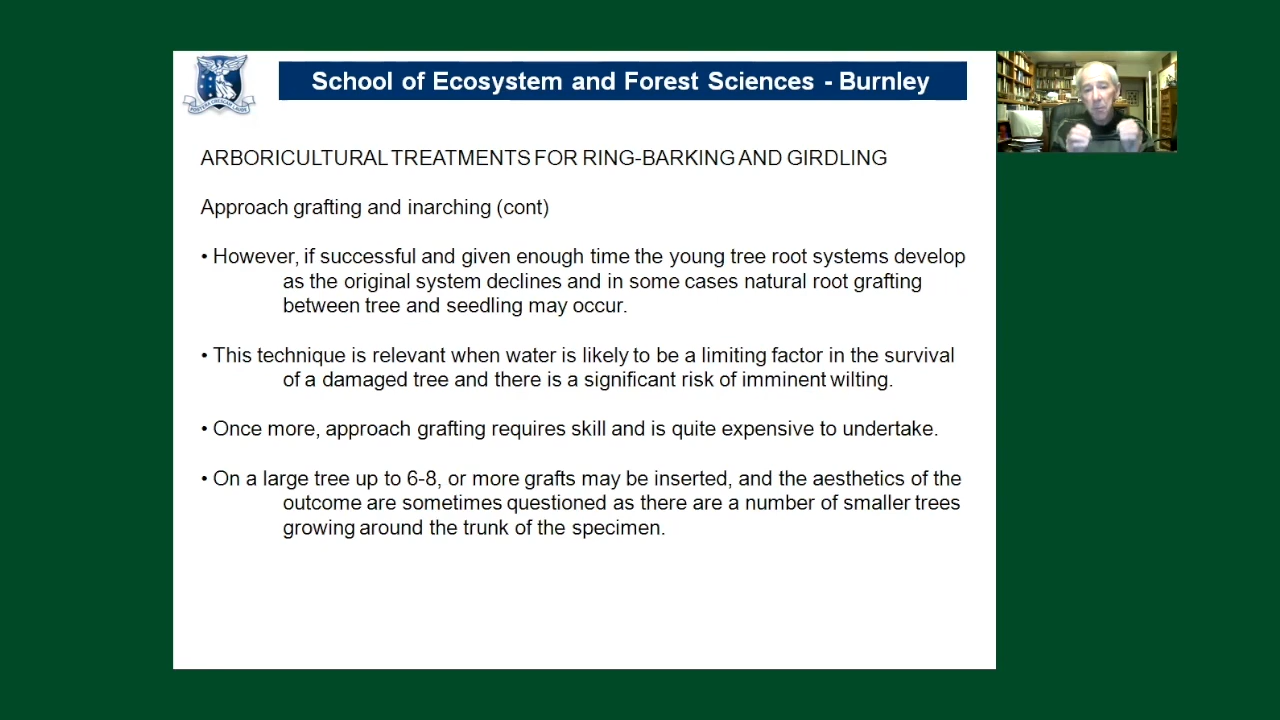 School of Ecosystem and Forest Sciences - Burnley
ARBORICULTURAL TREATMENTS FOR RING-BARKING AND GIRDLING
Approach grafting and inarching (cont)
• However, if successful and given enough time the young tree root systems develop
as the original system declines and in some cases natural root grafting
between tree and seedling may occur.
• This technique is relevant when water is likely to be a limiting factor in the survival
of a damaged tree and there is a significant risk of imminent wilting.
• Once more, approach grafting requires skill and is quite expensive to undertake.
• On a large tree up to 6-8, or more grafts may be inserted, and the aesthetics of the
outcome are sometimes questioned as there are a number of smaller trees
growing around the trunk of the specimen.